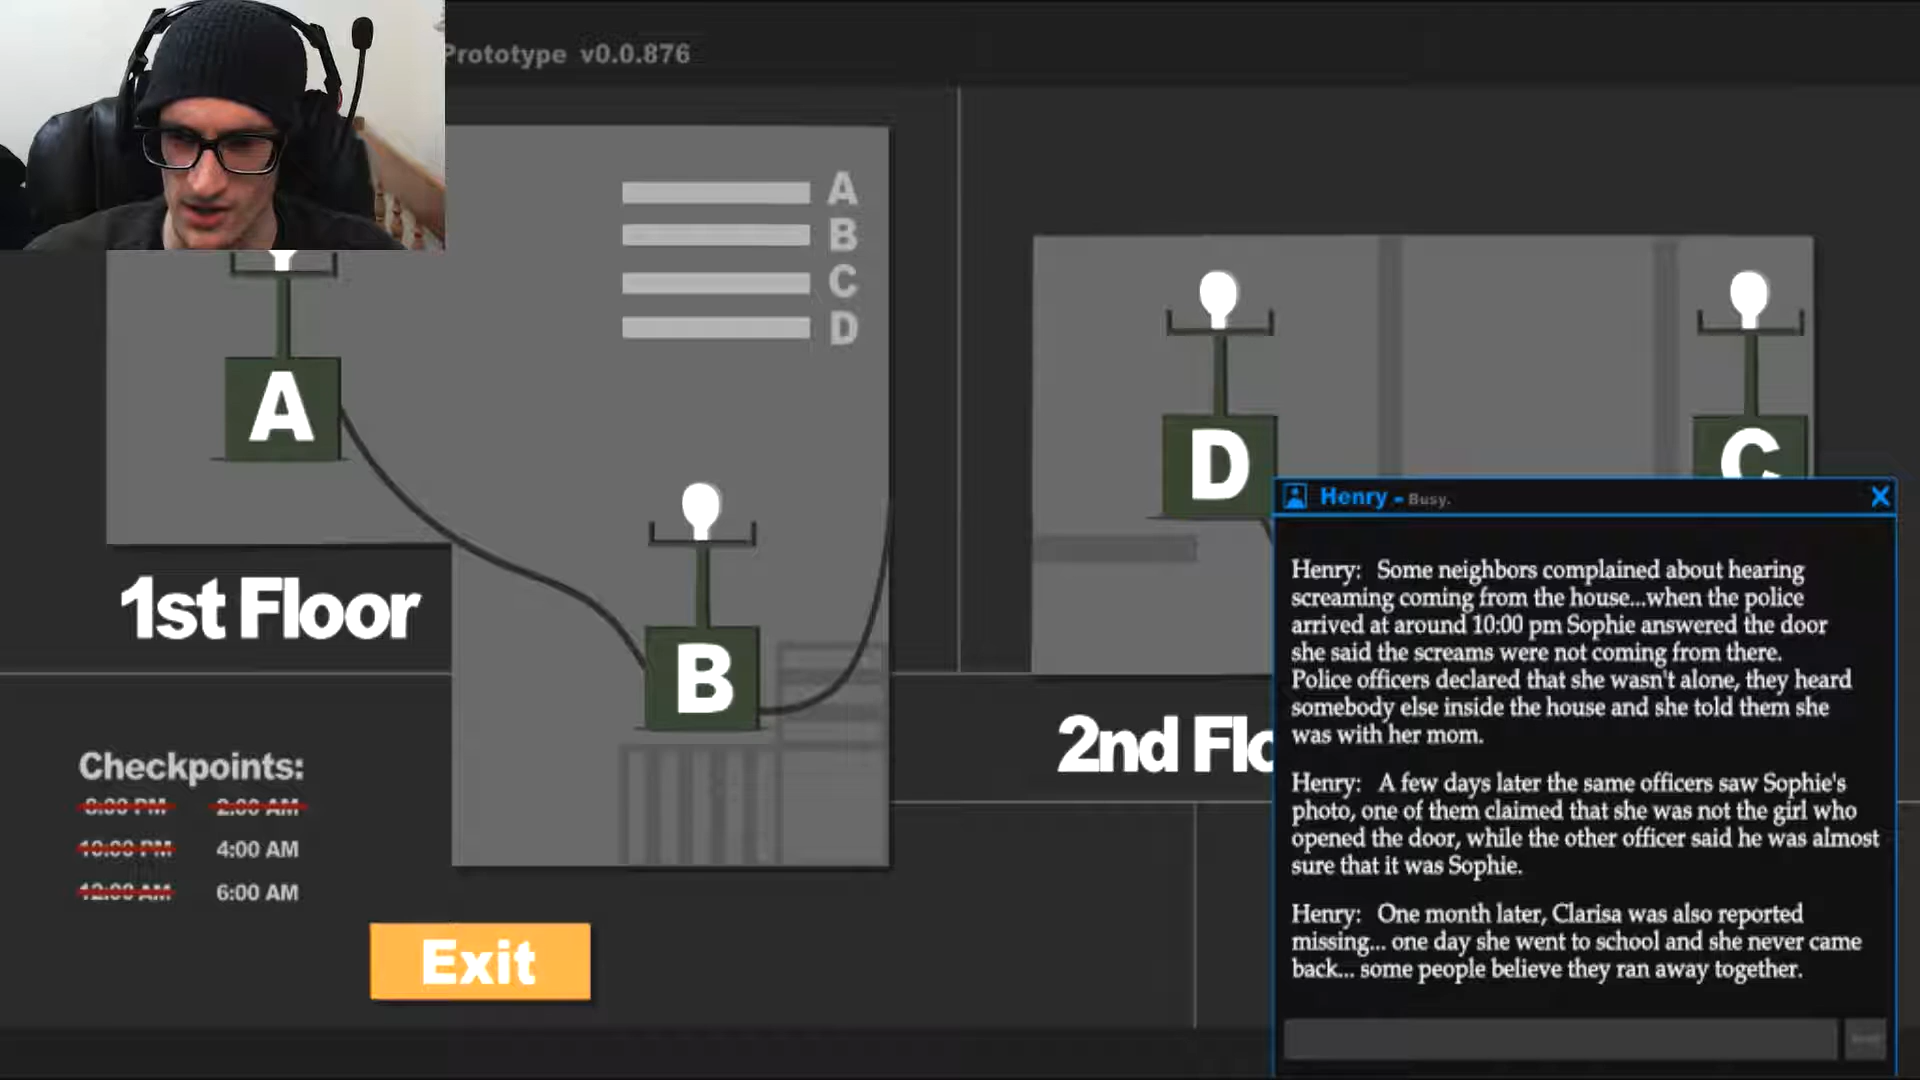 Prototype v0.0.876
A
B
C
D
A
D
C
B
1st Floor
2nd Flo
Checkpoints:
8:00 PM 2:00 AM
10:00 PM 4:00 AM
12:00 AM 6:00 AM
Exit
Henry - Busy.
Henry: Some neighbors complained about hearing
screaming coming from the house...when the police
arrived at around 10:00 pm Sophie answered the door
she said the screams were not coming from there.
Police officers declared that she wasn't alone, they heard
somebody else inside the house and she told them she
was with her mom.
Henry: A few days later the same officers saw Sophie's
photo, one of them claimed that she was not the girl who
opened the door, while the other officer said he was almost
sure that it was Sophie.
Henry: One month later, Clarisa was also reported
missing... one day she went to school and she never came
back... some people believe they ran away together.